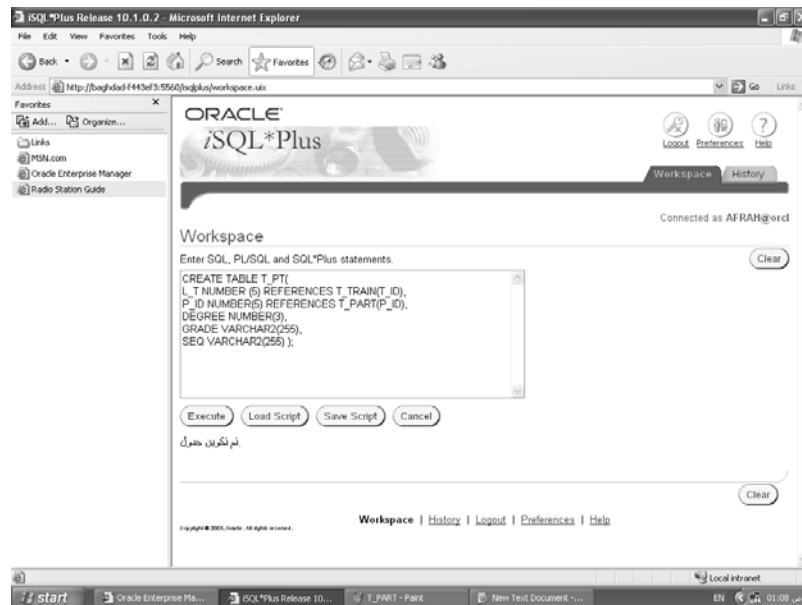 iSQL*Plus Release 10.1.0.2 - Microsoft Internet Explorer
File Edit View Favorites Tools Help
Back Search Favorites
Address http://baghdad-f443ef3:5560/isqlplus/workspace.uix Go Links
Favorites
Add... Organize...
Links
MSN.com
Oracle Enterprise Manager
Radio Station Guide
ORACLE
iSQL*Plus
Logout Preferences Help
Workspace History
Connected as AFRAH@orcl
Workspace
Enter SQL, PL/SQL and SQL*Plus statements.
Clear
CREATE TABLE T_PT(
L_T NUMBER (5) REFERENCES T_TRAIN(T_ID),
P_ID NUMBER(5) REFERENCES T_PART(P_ID),
DEGREE NUMBER(3),
GRADE VARCHAR2(255),
SEQ VARCHAR2(255) );
Execute Load Script Save Script Cancel
تم تكوين جدول.
Clear
Workspace | History | Logout | Preferences | Help
Copyright © 2003, Oracle. All rights reserved.
Local intranet
start Oracle Enterprise Ma... iSQL*Plus Release 10... T_PART - Paint New Text Document -... EN 01:08